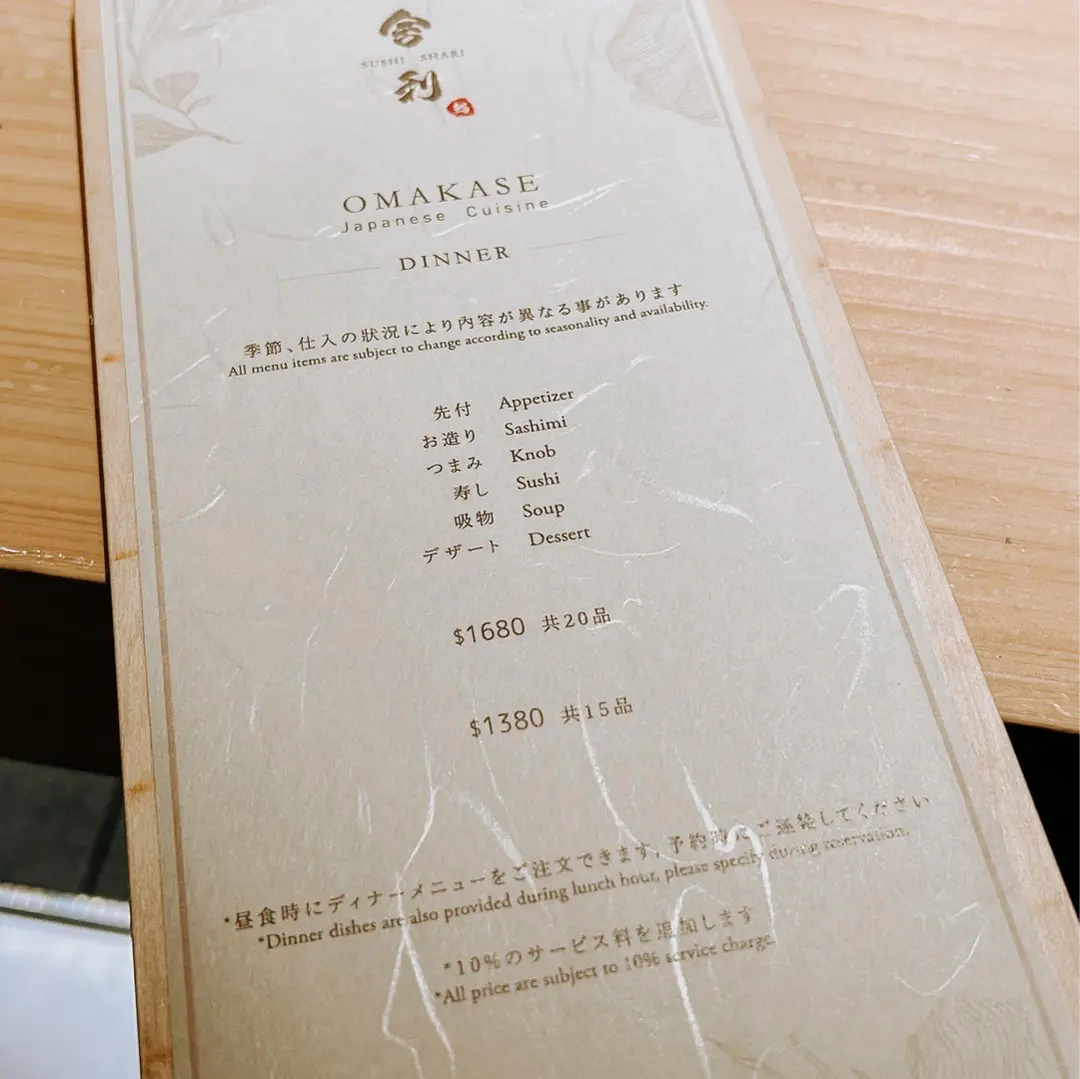 舎
SUSHI SHARI
利
OMAKASE
Japanese Cuisine
DINNER
季節、仕入の狀況により內容が異なる事があります
All menu items are subject to change according to seasonality and availability.
先付 Appetizer
お造り Sashimi
つまみ Knob
寿し Sushi
吸物 Soup
デザート Dessert
$1680 共20品
$1380 共15品
*昼食時にディナーメニューをご注文できます，予約時にご連絡してください
*Dinner dishes are also provided during lunch hour, please specify during reservation.
*10%のサービス料を追加します
*All price are subject to 10% service charge.